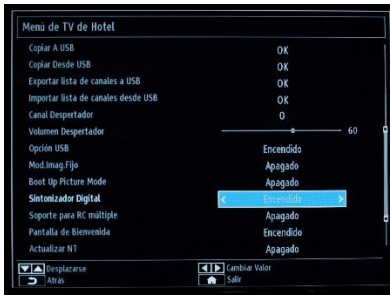 Menú de TV de Hotel
Copiar A USB OK
Copiar Desde USB OK
Exportar lista de canales a USB OK
Importar lista de canales desde USB OK
Canal Despertador 0
Volumen Despertador 60
Opción USB Encendido
Mod.Imag.Fijo Apagado
Boot Up Picture Mode Apagado
Sintonizador Digital Encendido
Soporte para RC múltiple Apagado
Pantalla de Bienvenida Encendido
Actualizar NT Apagado
Desplazarse Cambiar Valor
Atrás Salir